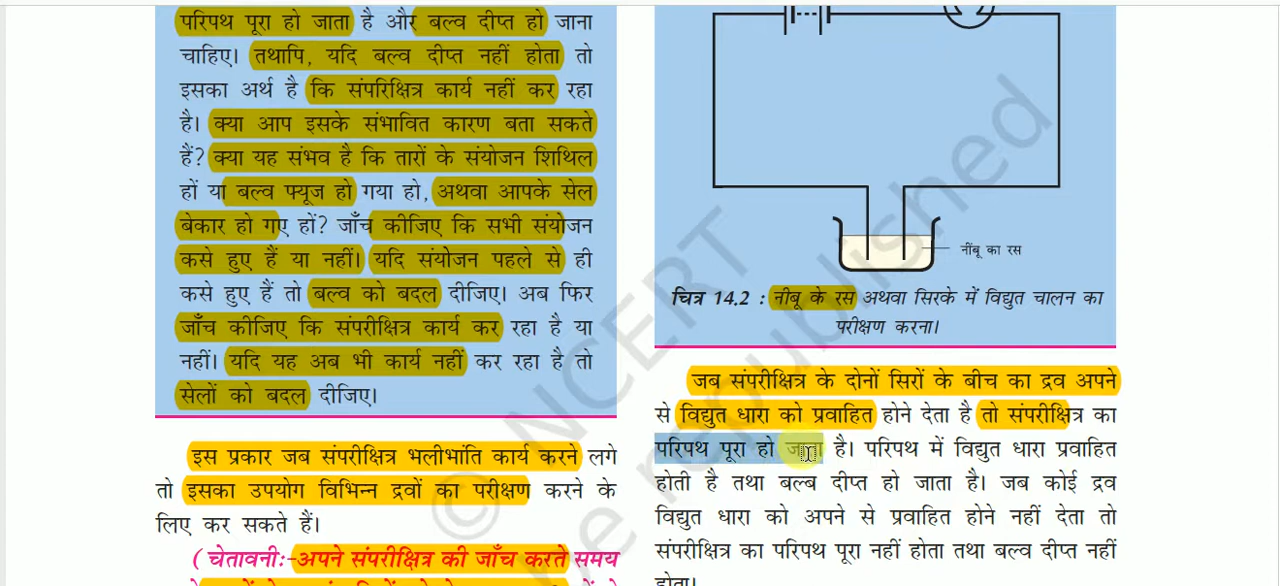 परिपथ पूरा हो जाता है और बल्व दीप्त हो जाना
चाहिए। तथापि, यदि बल्व दीप्त नहीं होता तो
इसका अर्थ है कि संपरिक्षित्र कार्य नहीं कर रहा
है। क्या आप इसके संभावित कारण बता सकते
हैं? क्या यह संभव है कि तारों के संयोजन शिथिल
हों या बल्व फ्यूज हो गया हो, अथवा आपके सेल
बेकार हो गए हों? जाँच कीजिए कि सभी संयोजन
कसे हुए हैं या नहीं। यदि संयोजन पहले से ही
कसे हुए हैं तो बल्व को बदल दीजिए। अब फिर
जाँच कीजिए कि संपरीक्षित्र कार्य कर रहा है या
नहीं। यदि यह अब भी कार्य नहीं कर रहा है तो
सेलों को बदल दीजिए।
इस प्रकार जब संपरीक्षित्र भलीभांति कार्य करने लगे
तो इसका उपयोग विभिन्न द्रवों का परीक्षण करने के
लिए कर सकते हैं।
( चेतावनीः-अपने संपरीक्षित्र की जाँच करते समय
नींबू का रस
चित्र 14.2 : नीबू के रस अथवा सिरके में विद्युत चालन का
परीक्षण करना।
जब संपरीक्षित्र के दोनों सिरों के बीच का द्रव अपने
से विद्युत धारा को प्रवाहित होने देता है तो संपरीक्षित्र का
परिपथ पूरा हो जाता है। परिपथ में विद्युत धारा प्रवाहित
होती है तथा बल्ब दीप्त हो जाता है। जब कोई द्रव
विद्युत धारा को अपने से प्रवाहित होने नहीं देता तो
संपरीक्षित्र का परिपथ पूरा नहीं होता तथा बल्व दीप्त नहीं
होता।
© NCERT
be republished